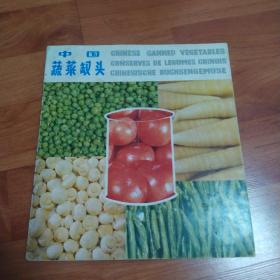 中国
蔬菜罐头
CHINESE CANNED VEGETABLES
CONSERVES DE LEGUMES CHINOIS
CHINESISCHE BUCHSENGEMUSE